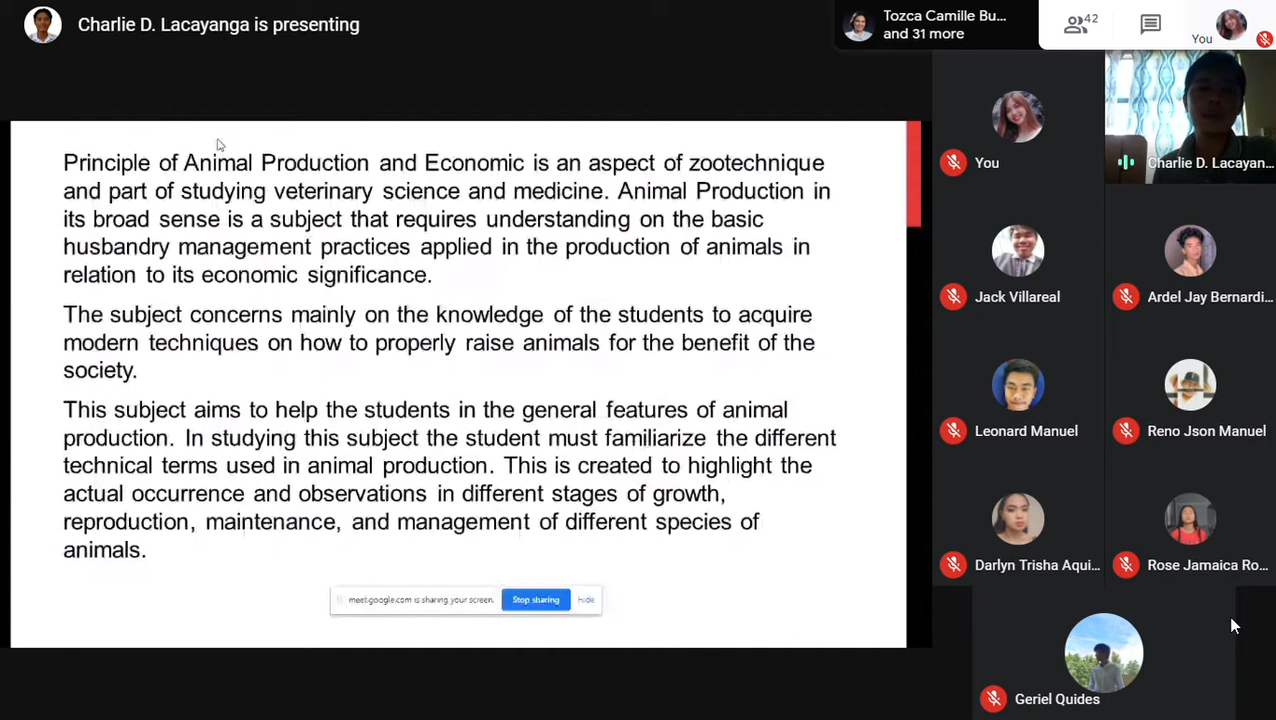 Charlie D. Lacayanga is presenting
Tozca Camille Bu...
and 31 more
42
You
Principle of Animal Production and Economic is an aspect of zootechnique
and part of studying veterinary science and medicine. Animal Production in
its broad sense is a subject that requires understanding on the basic
husbandry management practices applied in the production of animals in
relation to its economic significance.
The subject concerns mainly on the knowledge of the students to acquire
modern techniques on how to properly raise animals for the benefit of the
society.
This subject aims to help the students in the general features of animal
production. In studying this subject the student must familiarize the different
technical terms used in animal production. This is created to highlight the
actual occurrence and observations in different stages of growth,
reproduction, maintenance, and management of different species of
animals.
meet.google.com is sharing your screen.
Stop sharing
Hide
You
Charlie D. Lacayan...
Jack Villareal
Ardel Jay Bernardi...
Leonard Manuel
Reno Json Manuel
Darlyn Trisha Aqui...
Rose Jamaica Ro...
Geriel Quides